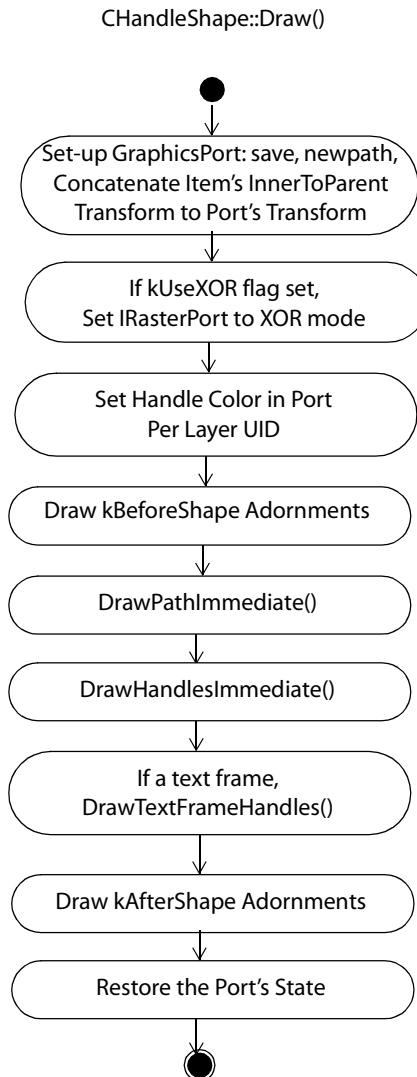 CHandleShape::Draw()
Set-up GraphicsPort: save, newpath,
Concatenate Item’s InnerToParent
Transform to Port’s Transform
If kUseXOR flag set,
Set IRasterPort to XOR mode
Set Handle Color in Port
Per Layer UID
Draw kBeforeShape Adornments
DrawPathImmediate()
DrawHandlesImmediate()
If a text frame,
DrawTextFrameHandles()
Draw kAfterShape Adornments
Restore the Port’s State